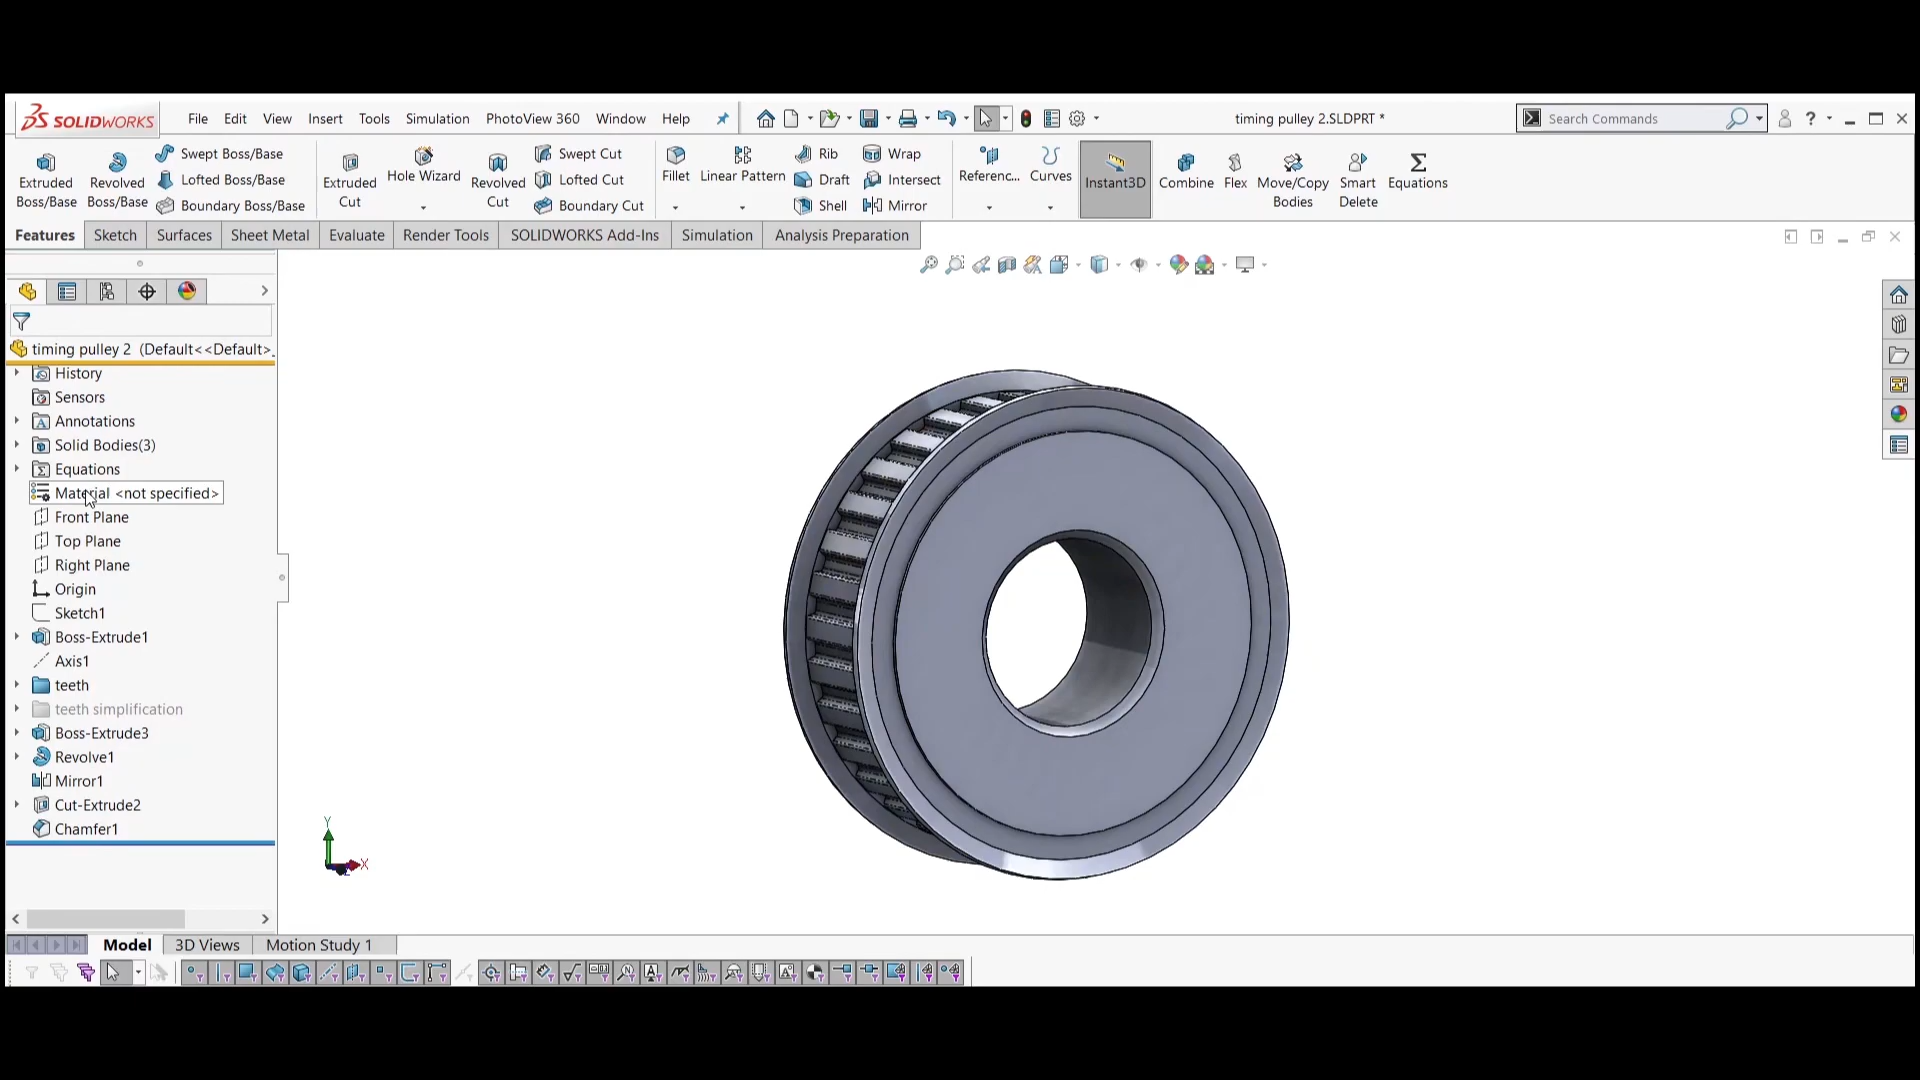 SOLIDWORKS File Edit View Insert Tools Simulation PhotoView 360 Window Help timing pulley 2.SLDPRT * Search Commands ?
Extruded Boss/Base Revolved Boss/Base Swept Boss/Base Lofted Boss/Base Boundary Boss/Base
Extruded Cut Hole Wizard Revolved Cut Swept Cut Lofted Cut Boundary Cut
Fillet Linear Pattern Rib Draft Shell Wrap Intersect Mirror
Referenc... Curves Instant3D Combine Flex Move/Copy Bodies Smart Delete Equations
Features Sketch Surfaces Sheet Metal Evaluate Render Tools SOLIDWORKS Add-Ins Simulation Analysis Preparation
timing pulley 2 (Default<<Default>_
History
Sensors
Annotations
Solid Bodies(3)
Equations
Material <not specified>
Front Plane
Top Plane
Right Plane
Origin
Sketch1
Boss-Extrude1
Axis1
teeth
teeth simplification
Boss-Extrude3
Revolve1
Mirror1
Cut-Extrude2
Chamfer1
Y
X
Model 3D Views Motion Study 1